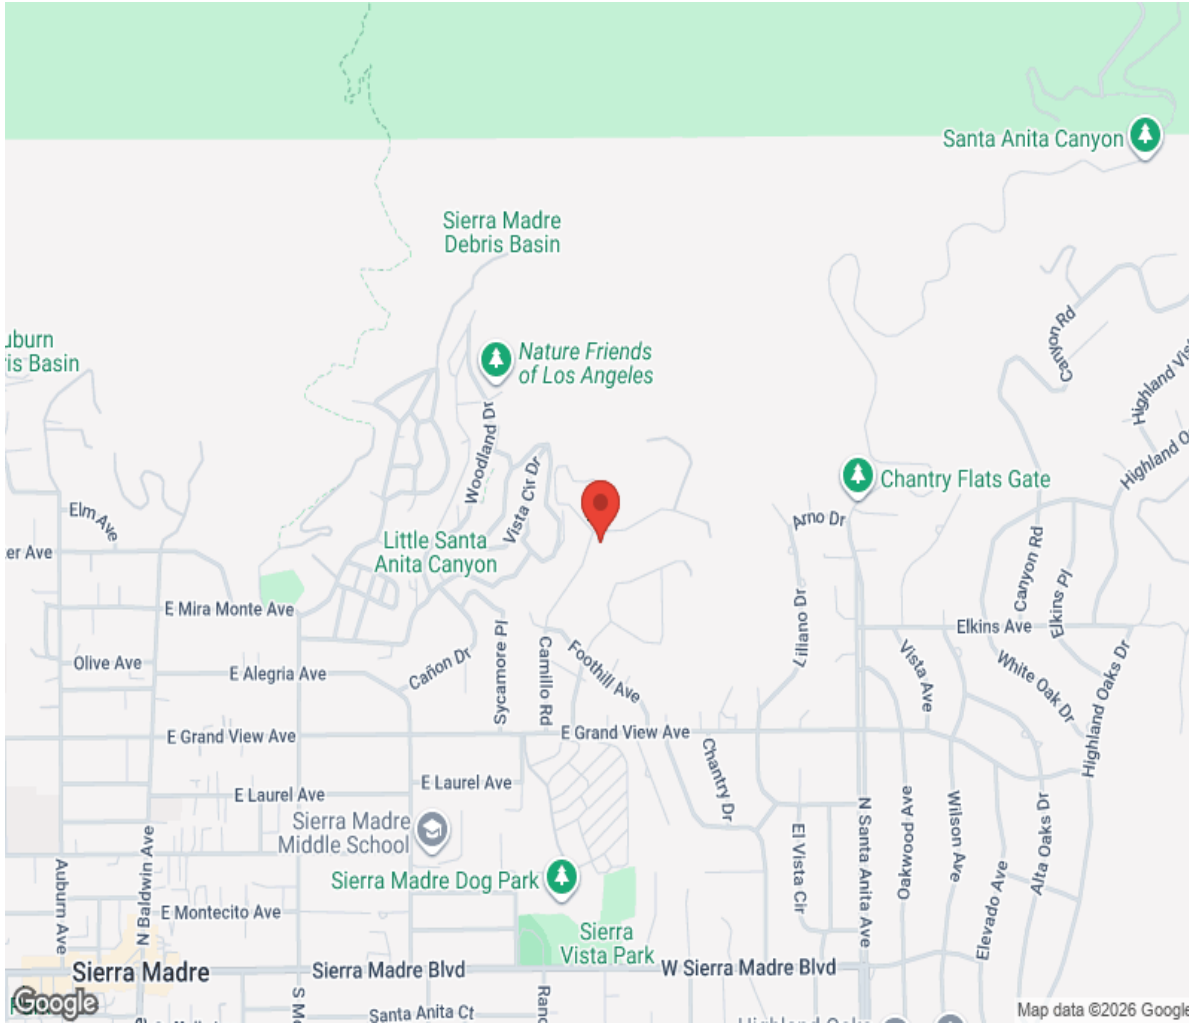 Santa Anita Canyon
Sierra Madre
Debris Basin
uburn
ris Basin
Nature Friends
of Los Angeles
Canyon Rd
Highland Vis
Highland O
Woodland Dr
Vista Cir Dr
Chantry Flats Gate
Elm Ave
Arno Dr
Little Santa
Anita Canyon
er Ave
Canyon Rd
Elkins Pl
E Mira Monte Ave
Liliano Dr
Elkins Ave
Olive Ave
E Alegria Ave
Cañon Dr
Sycamore Pl
Camillo Rd
Foothill Ave
Vista Ave
White Oak Dr
Highland Oaks Dr
E Grand View Ave
E Grand View Ave
Chantry Dr
E Laurel Ave
E Laurel Ave
Sierra Madre
Middle School
N Baldwin Ave
Auburn Ave
El Vista Cir
N Santa Anita Ave
Oakwood Ave
Wilson Ave
Alta Oaks Dr
Elevado Ave
Sierra Madre Dog Park
E Montecito Ave
Sierra
Vista Park
Sierra Madre
Sierra Madre Blvd
W Sierra Madre Blvd
S Mo
Ranc
Santa Anita Ct
Google
Map data ©2026 Google